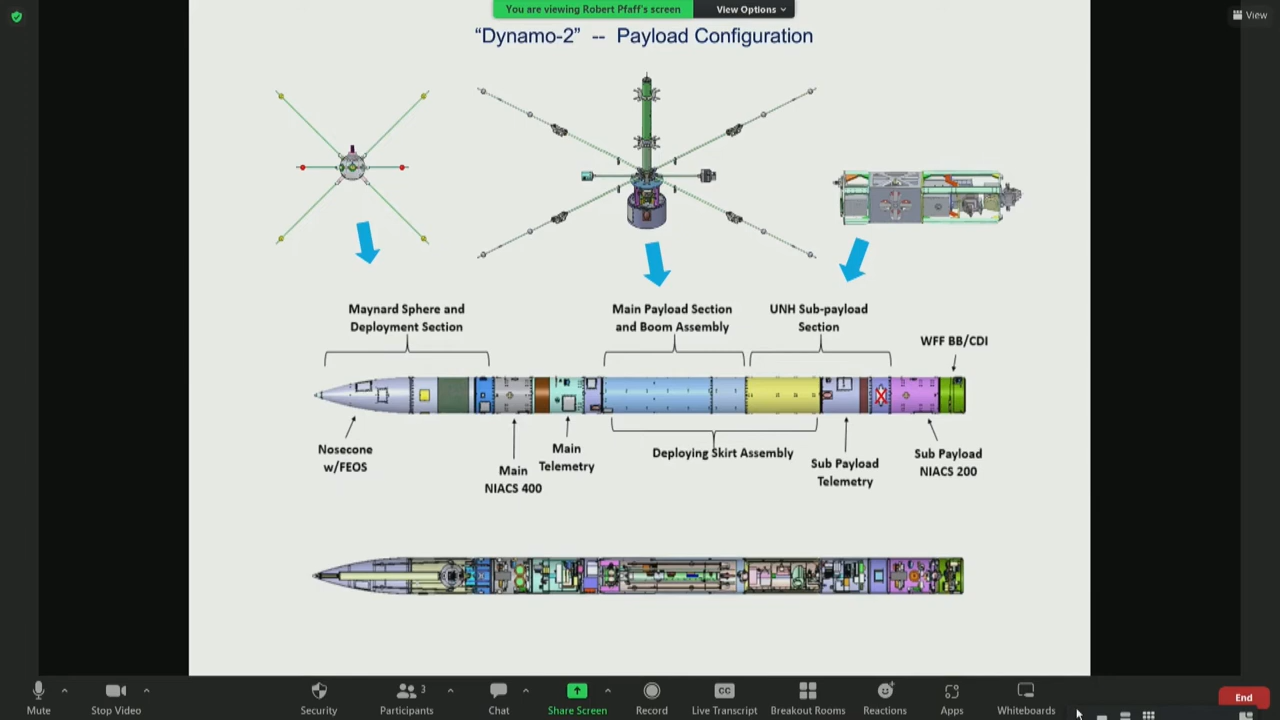 You are viewing Robert Pfaff's screen
View Options
View
“Dynamo-2” -- Payload Configuration
Maynard Sphere and
Deployment Section
Main Payload Section
and Boom Assembly
UNH Sub-payload
Section
WFF BB/CDI
Nosecone
w/FEOS
Main
NIACS 400
Main
Telemetry
Deploying Skirt Assembly
Sub Payload
Telemetry
Sub Payload
NIACS 200
Mute
Stop Video
Security
Participants
3
Chat
Share Screen
Record
CC
Live Transcript
Breakout Rooms
Reactions
Apps
Whiteboards
End